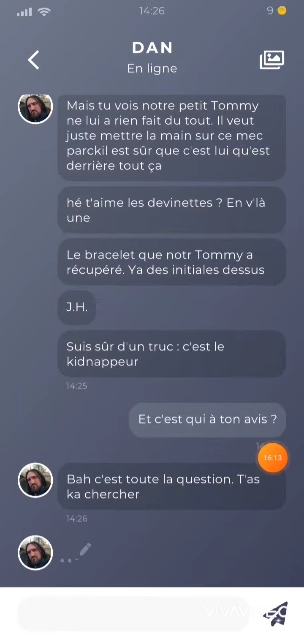 14:26
9
DAN
En ligne
Mais tu vois notre petit Tommy
ne lui a rien fait du tout. Il veut
juste mettre la main sur ce mec
parckil est sûr que c'est lui qu'est
derrière tout ça
hé t'aime les devinettes ? En v'là
une
Le bracelet que notr Tommy a
récupéré. Ya des initiales dessus
J.H.
Suis sûr d'un truc : c'est le
kidnappeur
14:25
Et c'est qui à ton avis ?
16:13
Bah c'est toute la question. T'as
ka chercher
14:26